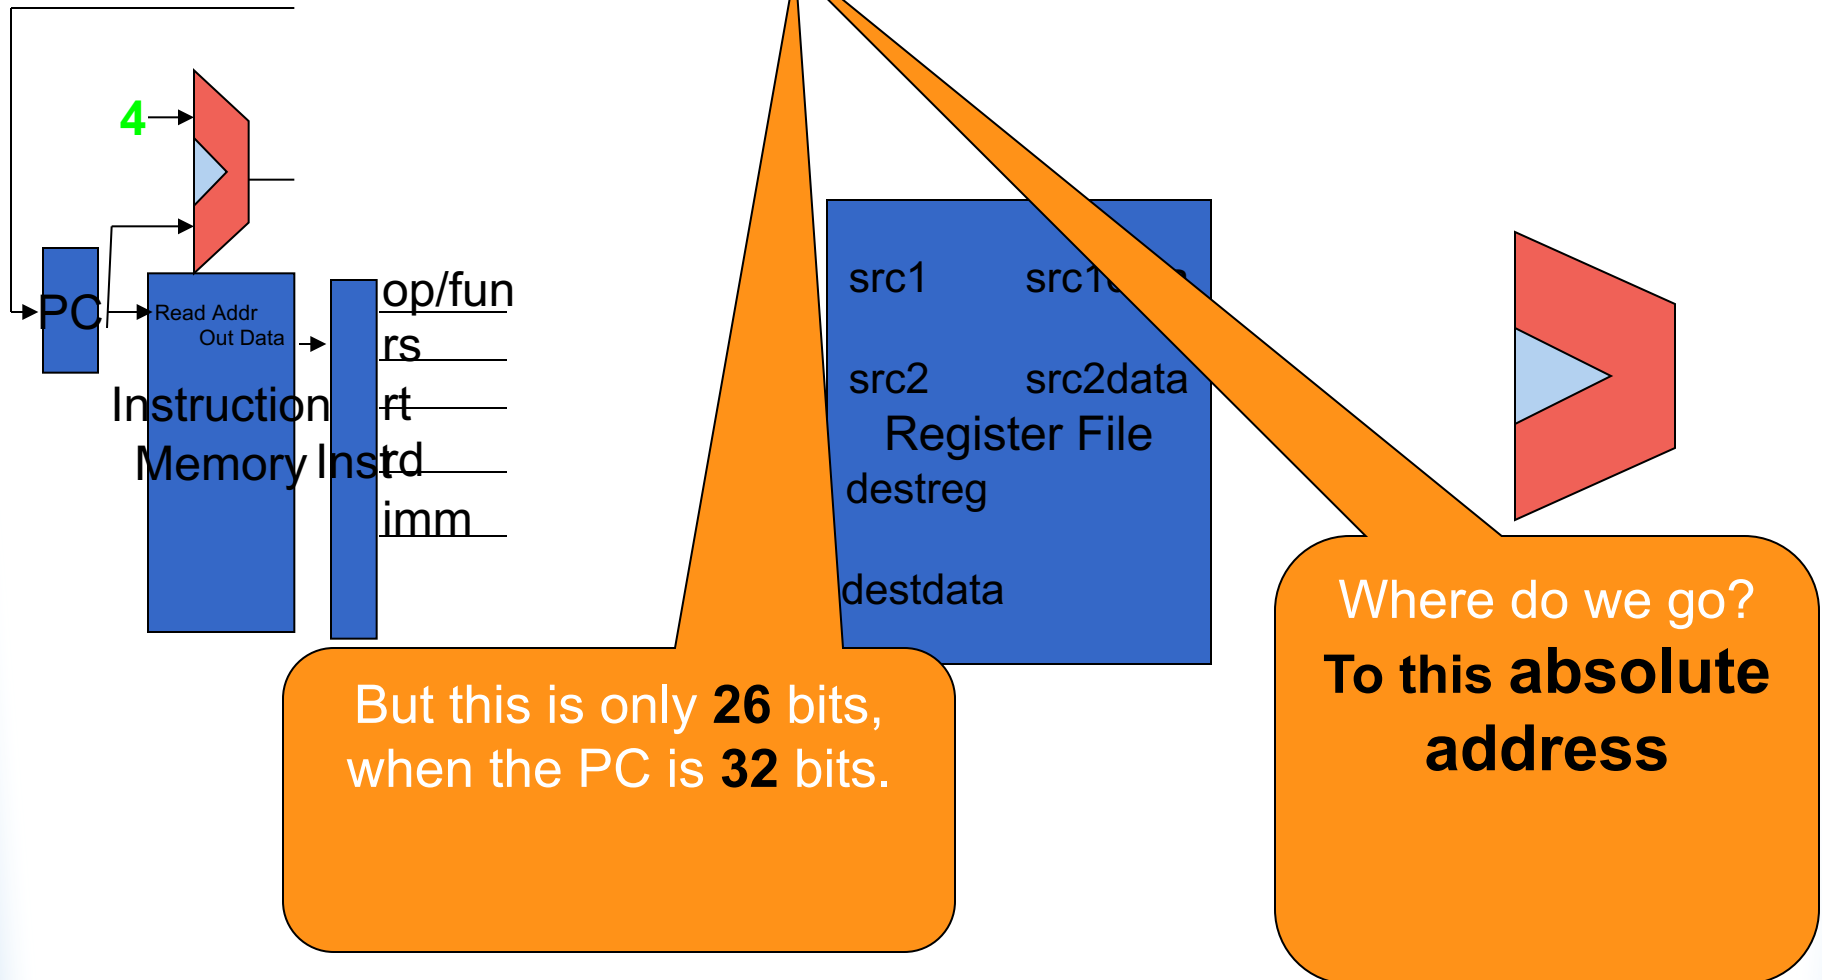 4
PC
Read Addr
Out Data
Instruction
Memory
Inst
op/fun
rs
rt
rd
imm
src1
src2
src2data
Register File
destreg
destdata
But this is only 26 bits,
when the PC is 32 bits.
Where do we go?
To this absolute
address